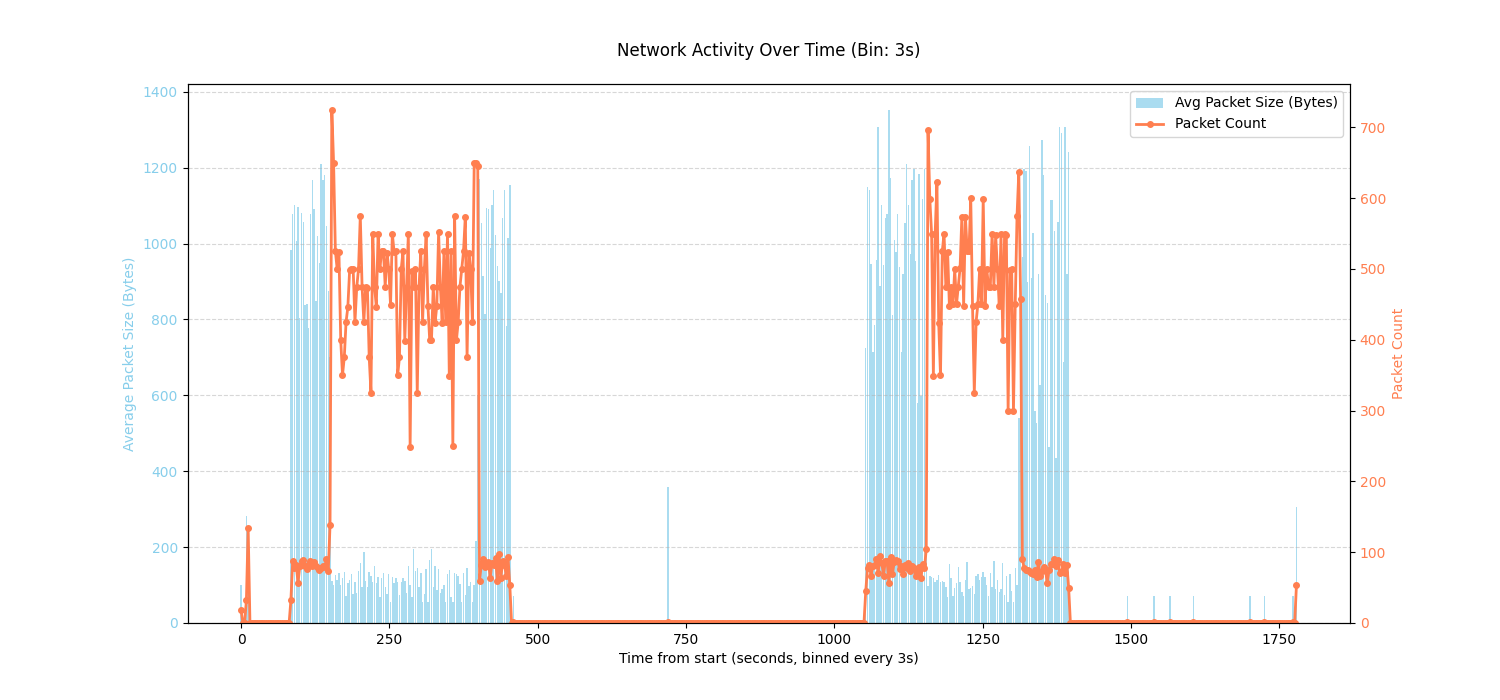 Network Activity Over Time (Bin: 3s)
Avg Packet Size (Bytes)
Packet Count
1400
1200
1000
800
600
400
200
0
Average Packet Size (Bytes)
700
600
500
400
300
200
100
0
Packet Count
0 250 500 750 1000 1250 1500 1750
Time from start (seconds, binned every 3s)